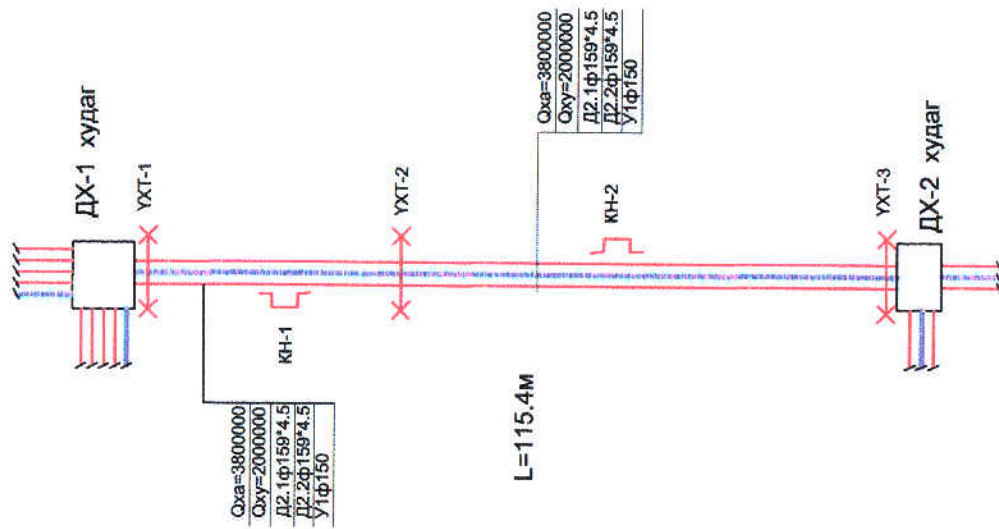 ДХ-1 худаг
УХТ-1
Qха=3800000
Qху=2000000
Д2.1ф159*4.5
Д2.2ф159*4.5
У1ф150
УХТ-2
КН-1
КН-2
Qха=3800000
Qху=2000000
Д2.1ф159*4.5
Д2.2ф159*4.5
У1ф150
L=115.4м
УХТ-3
ДХ-2 худаг